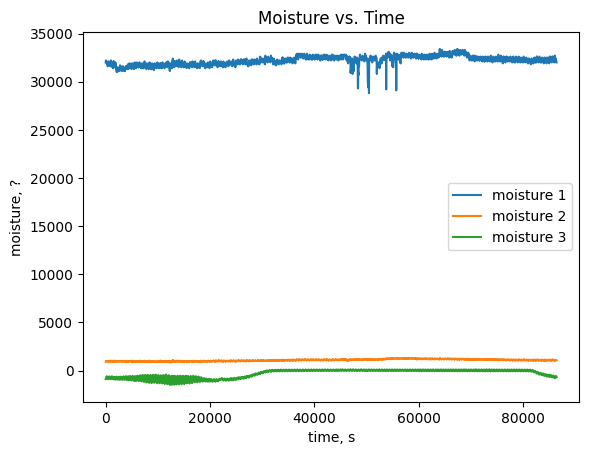 Moisture vs. Time
35000
30000
25000
20000
15000
10000
5000
0
moisture, ?
moisture 1
moisture 2
moisture 3
0 20000 40000 60000 80000
time, s